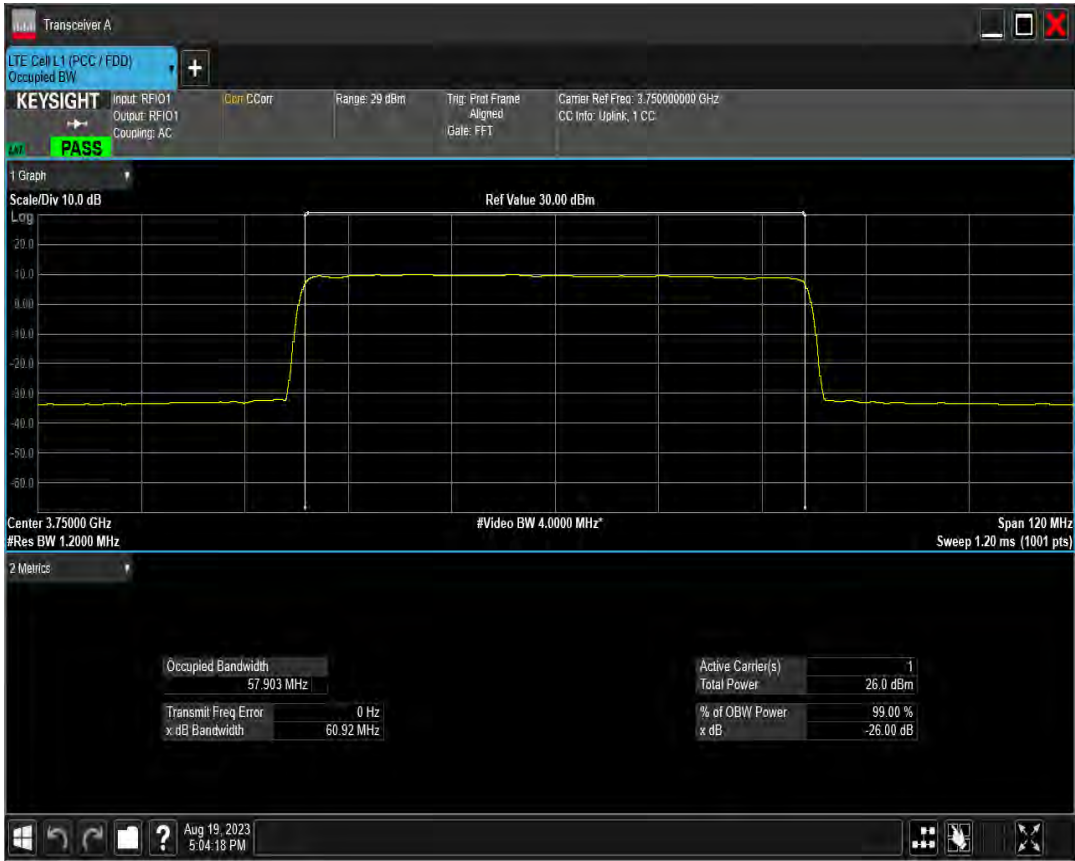 Transceiver A
LTE Cell L1 (PCC / FDD)
Occupied BW
KEYSIGHT
Input: RFIO1
Output: RFIO1
Coupling: AC
Corr CCorr
Range: 29 dBm
Trig: Prot Frame
Aligned
Gate: FFT
Carrier Ref Freq: 3.750000000 GHz
CC Info: Uplink, 1 CC
PASS
1 Graph
Scale/Div 10.0 dB
Ref Value 30.00 dBm
Log
20.0
10.0
0.00
-10.0
-20.0
-30.0
-40.0
-50.0
-60.0
Center 3.75000 GHz
#Video BW 4.0000 MHz*
Span 120 MHz
#Res BW 1.2000 MHz
Sweep 1.20 ms (1001 pts)
2 Metrics
Occupied Bandwidth
57.903 MHz
Transmit Freq Error 0 Hz
x dB Bandwidth 60.92 MHz
Active Carrier(s) 1
Total Power 26.0 dBm
% of OBW Power 99.00 %
x dB -26.00 dB
Aug 19, 2023
5:04:18 PM